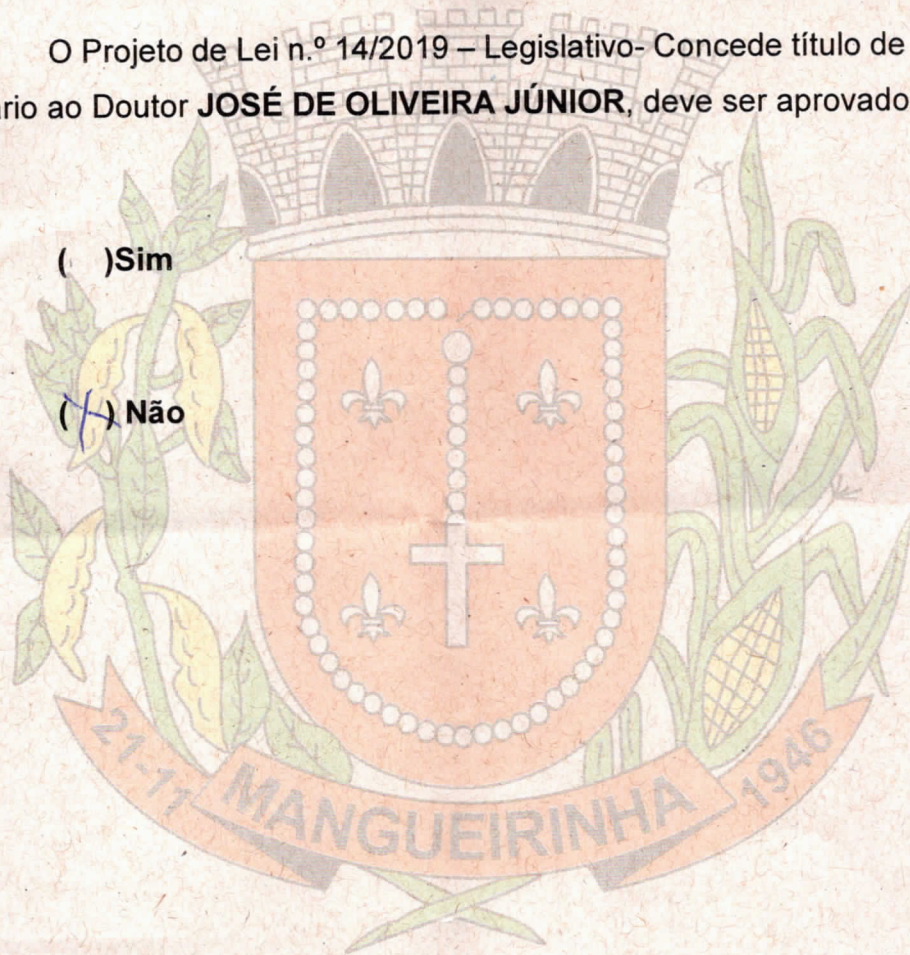 O Projeto de Lei n.º 14/2019 – Legislativo- Concede título de
ário ao Doutor JOSÉ DE OLIVEIRA JÚNIOR, deve ser aprovado
( )Sim
(X) Não
21-11 MANGUEIRINHA 1946